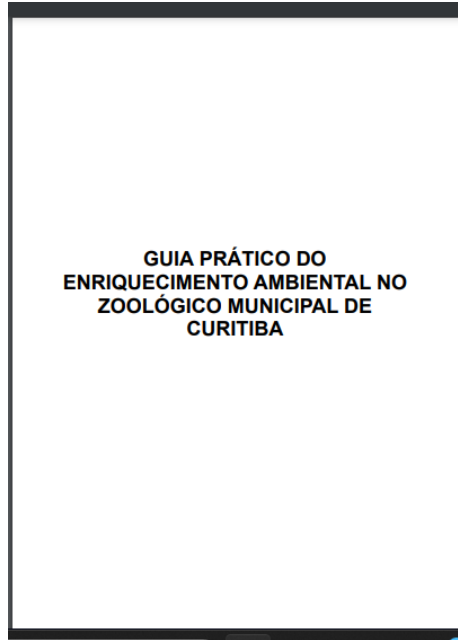 GUIA PRÁTICO DO
ENRIQUECIMENTO AMBIENTAL NO
ZOOLÓGICO MUNICIPAL DE
CURITIBA